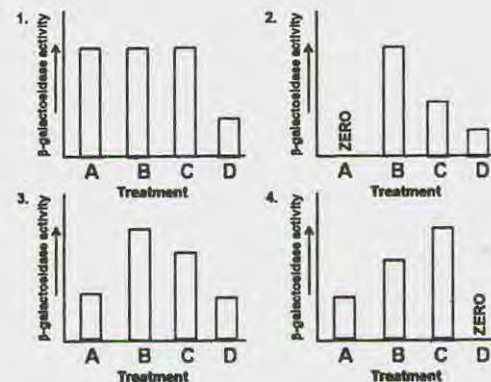 1.
β-galactosidase activity
A B C D
Treatment
2.
β-galactosidase activity
ZERO
A B C D
Treatment
3.
β-galactosidase activity
A B C D
Treatment
4.
β-galactosidase activity
ZERO
A B C D
Treatment